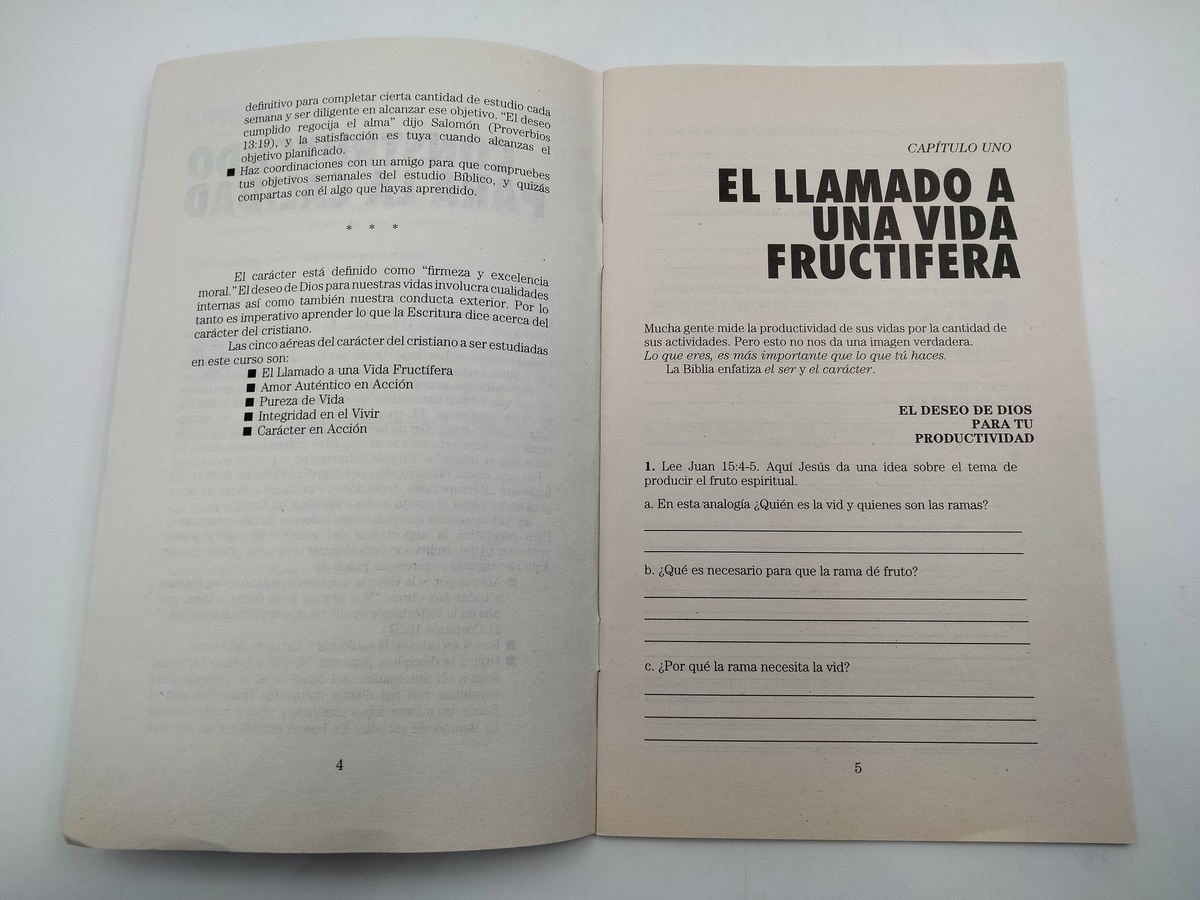 definitivo para completar cierta cantidad de estudio cada
semana y ser diligente en alcanzar ese objetivo. "El deseo
cumplido regocija el alma" dijo Salomón (Proverbios
13:19), y la satisfacción es tuya cuando alcanzas el
objetivo planificado.
■ Haz coordinaciones con un amigo para que compruebes
tus objetivos semanales del estudio Bíblico, y quizás
compartas con él algo que hayas aprendido.
* * *
El carácter está definido como "firmeza y excelencia
moral." El deseo de Dios para nuestras vidas involucra cualidades
internas así como también nuestra conducta exterior. Por lo
tanto es imperativo aprender lo que la Escritura dice acerca del
carácter del cristiano.
Las cinco aéreas del carácter del cristiano a ser estudiadas
en este curso son:
■ El Llamado a una Vida Fructífera
■ Amor Auténtico en Acción
■ Pureza de Vida
■ Integridad en el Vivir
■ Carácter en Acción
4
CAPÍTULO UNO
EL LLAMADO A
UNA VIDA
FRUCTIFERA
Mucha gente mide la productividad de sus vidas por la cantidad de
sus actividades. Pero esto no nos da una imagen verdadera.
Lo que eres, es más importante que lo que tú haces.
La Biblia enfatiza el ser y el carácter.
EL DESEO DE DIOS
PARA TU
PRODUCTIVIDAD
1. Lee Juan 15:4-5. Aquí Jesús da una idea sobre el tema de
producir el fruto espiritual.
a. En esta analogía ¿Quién es la vid y quienes son las ramas?
b. ¿Qué es necesario para que la rama dé fruto?
c. ¿Por qué la rama necesita la vid?
5